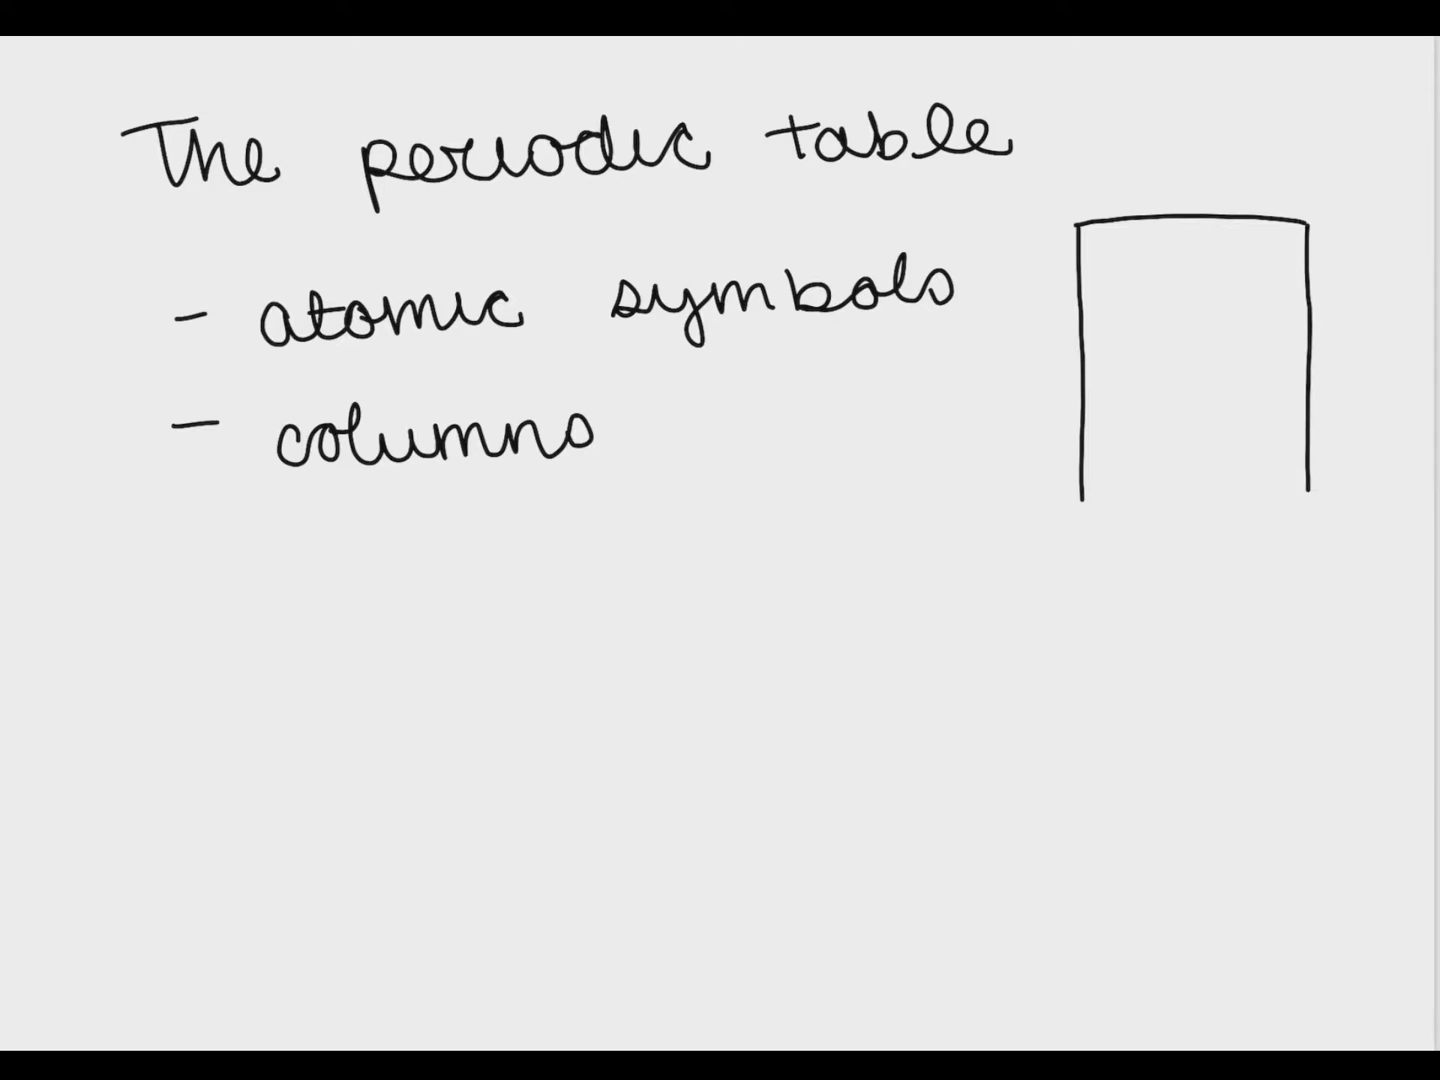 The periodic table
- atomic symbols
- columns